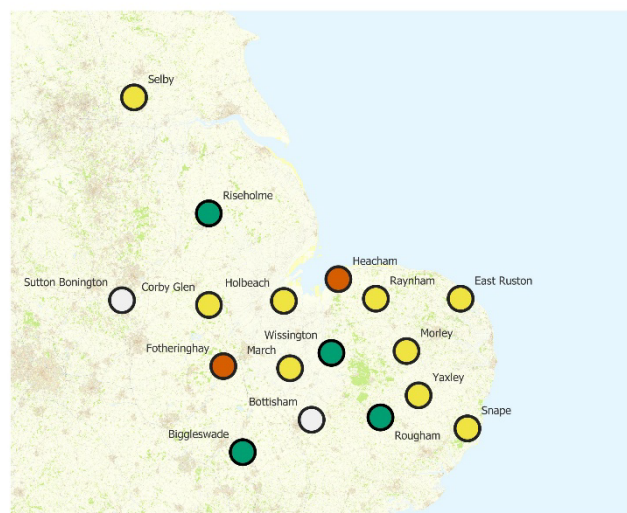 Selby
Riseholme
Heacham
Sutton Bonington
Corby Glen
Holbeach
Raynham
East Ruston
Wissington
Morley
Fotheringhay
March
Yaxley
Bottisham
Snape
Biggleswade
Rougham